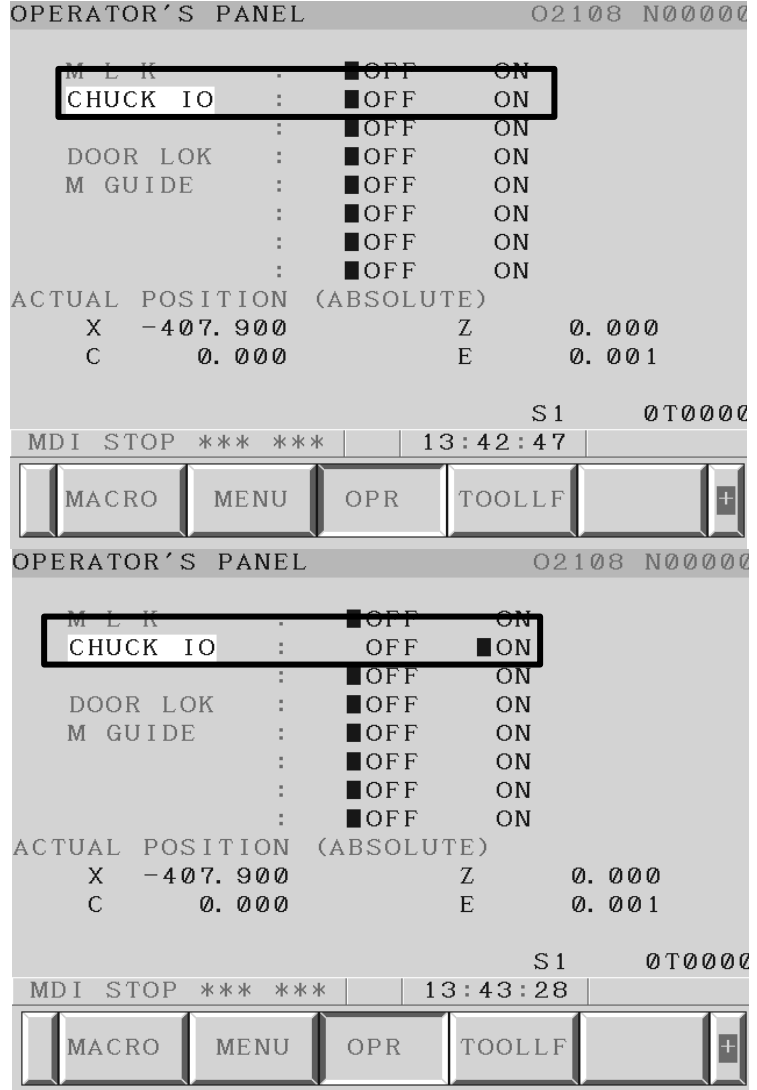 OPERATOR'S PANEL O2108 N00000
M L K : ■OFF ON
CHUCK IO : ■OFF ON
: ■OFF ON
DOOR LOK : ■OFF ON
M GUIDE : ■OFF ON
: ■OFF ON
: ■OFF ON
: ■OFF ON
ACTUAL POSITION (ABSOLUTE)
X -407.900 Z 0.000
C 0.000 E 0.001
S1 0T0000
MDI STOP *** *** 13:42:47
MACRO MENU OPR TOOLLF +
OPERATOR'S PANEL O2108 N00000
M L K : ■OFF ON
CHUCK IO : OFF ■ON
: ■OFF ON
DOOR LOK : ■OFF ON
M GUIDE : ■OFF ON
: ■OFF ON
: ■OFF ON
: ■OFF ON
ACTUAL POSITION (ABSOLUTE)
X -407.900 Z 0.000
C 0.000 E 0.001
S1 0T0000
MDI STOP *** *** 13:43:28
MACRO MENU OPR TOOLLF +